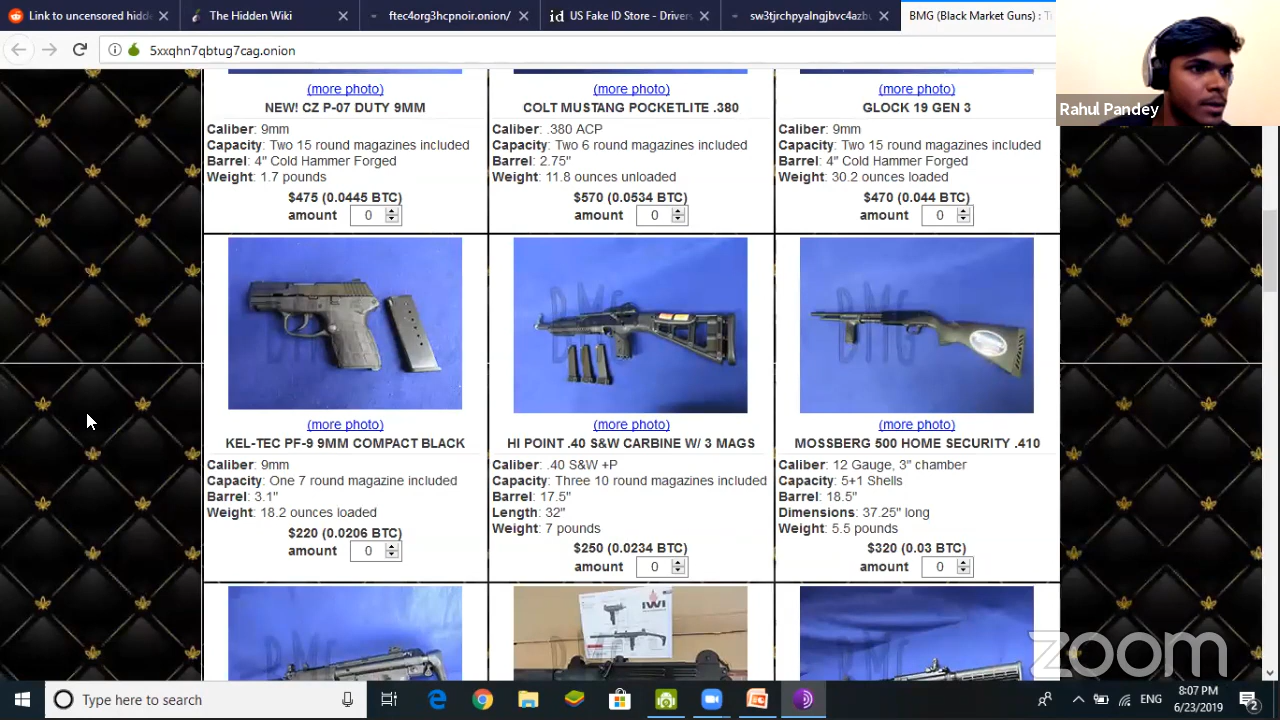 Link to uncensored hidd
The Hidden Wiki
ftec4org3hcpnoir.onion/
US Fake ID Store - Drivers
sw3tjrchpyalngjbvc4azb
BMG (Black Market Guns) : T
5xxqhn7qbtug7cag.onion
Rahul Pandey
(more photo)
NEW! CZ P-07 DUTY 9MM
Caliber: 9mm
Capacity: Two 15 round magazines included
Barrel: 4" Cold Hammer Forged
Weight: 1.7 pounds
$475 (0.0445 BTC)
amount 0
(more photo)
COLT MUSTANG POCKETLITE .380
Caliber: .380 ACP
Capacity: Two 6 round magazines included
Barrel: 2.75"
Weight: 11.8 ounces unloaded
$570 (0.0534 BTC)
amount 0
(more photo)
GLOCK 19 GEN 3
Caliber: 9mm
Capacity: Two 15 round magazines included
Barrel: 4" Cold Hammer Forged
Weight: 30.2 ounces loaded
$470 (0.044 BTC)
amount 0
BMG
(more photo)
KEL-TEC PF-9 9MM COMPACT BLACK
Caliber: 9mm
Capacity: One 7 round magazine included
Barrel: 3.1"
Weight: 18.2 ounces loaded
$220 (0.0206 BTC)
amount 0
BMG
(more photo)
HI POINT .40 S&W CARBINE W/ 3 MAGS
Caliber: .40 S&W +P
Capacity: Three 10 round magazines included
Barrel: 17.5"
Length: 32"
Weight: 7 pounds
$250 (0.0234 BTC)
amount 0
BMG
(more photo)
MOSSBERG 500 HOME SECURITY .410
Caliber: 12 Gauge, 3" chamber
Capacity: 5+1 Shells
Barrel: 18.5"
Dimensions: 37.25" long
Weight: 5.5 pounds
$320 (0.03 BTC)
amount 0
IWI
zoom
Type here to search
ENG
8:07 PM
6/23/2019
2